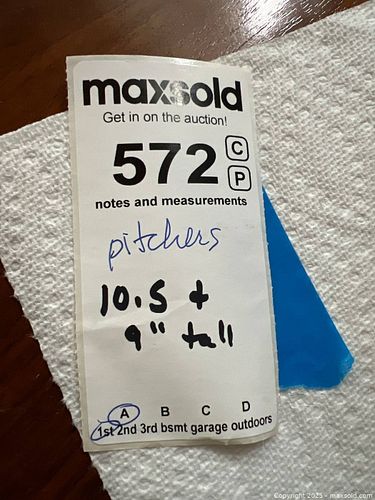 maxsold
Get in on the auction!
572 C
P
notes and measurements
pitchers
10.5 +
9" tall
A B C D
1st 2nd 3rd bsmt garage outdoors
Copyright 2025 - maxsold.com